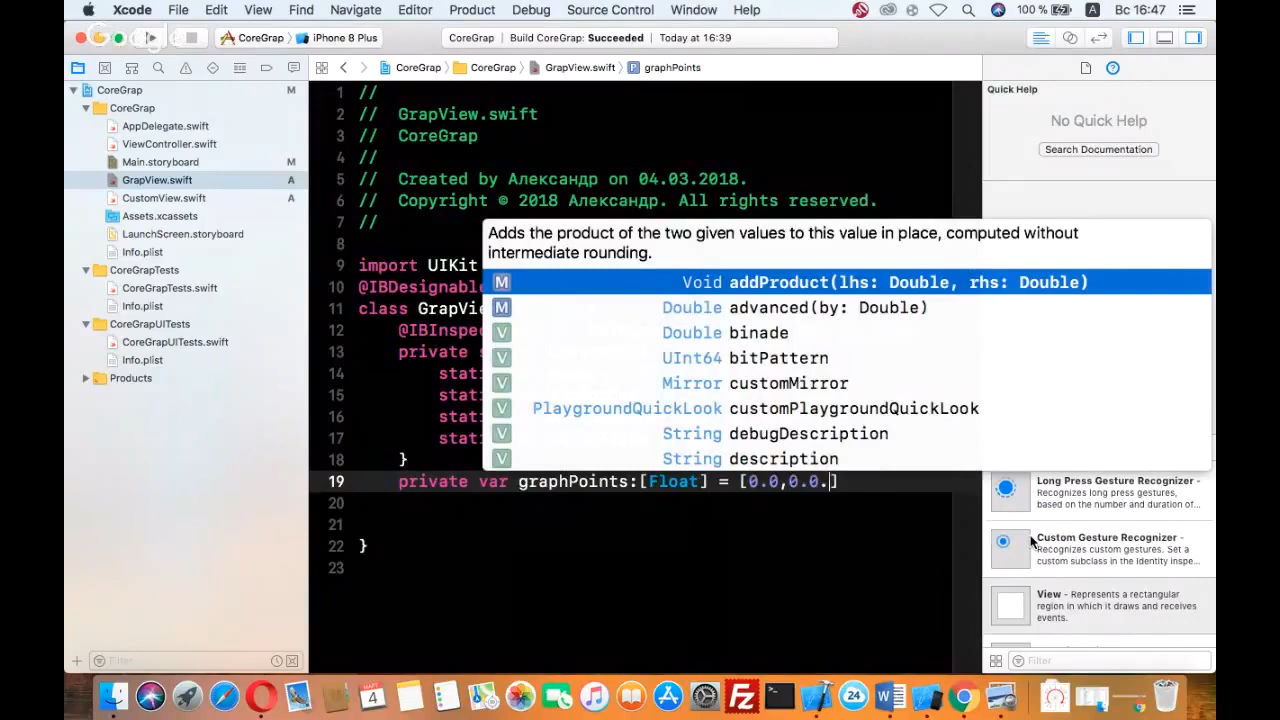 Xcode File Edit View Find Navigate Editor Product Debug Source Control Window Help 100 % A Вс 16:47
CoreGrap iPhone 8 Plus CoreGrap Build CoreGrap: Succeeded Today at 16:39
CoreGrap CoreGrap GrapView.swift graphPoints
CoreGrap M
CoreGrap
AppDelegate.swift
ViewController.swift
Main.storyboard M
GrapView.swift A
CustomView.swift A
Assets.xcassets
LaunchScreen.storyboard
Info.plist
CoreGrapTests
CoreGrapTests.swift
Info.plist
CoreGrapUITests
CoreGrapUITests.swift
Info.plist
Products
Filter
1 //
2 // GrapView.swift
3 // CoreGrap
4 //
5 // Created by Александр on 04.03.2018.
6 // Copyright © 2018 Александр. All rights reserved.
7 //
8
9 import UIKit
10 @IBDesignabl
11 class GrapVi
12 @IBInspe
13 private s
14 stati
15 stati
16 stati
17 stati
18 }
19 private var graphPoints:[Float] = [0.0,0.0.]
20
21
22 }
23
Adds the product of the two given values to this value in place, computed without
intermediate rounding.
M Void addProduct(lhs: Double, rhs: Double)
M Double advanced(by: Double)
V Double binade
V UInt64 bitPattern
V Mirror customMirror
V PlaygroundQuickLook customPlaygroundQuickLook
V String debugDescription
V String description
Quick Help
No Quick Help
Search Documentation
Long Press Gesture Recognizer -
Recognizes long press gestures,
based on the number and duration of...
Custom Gesture Recognizer -
Recognizes custom gestures. Set a
custom subclass in the identity inspe...
View - Represents a rectangular
region in which it draws and receives
events.
Filter